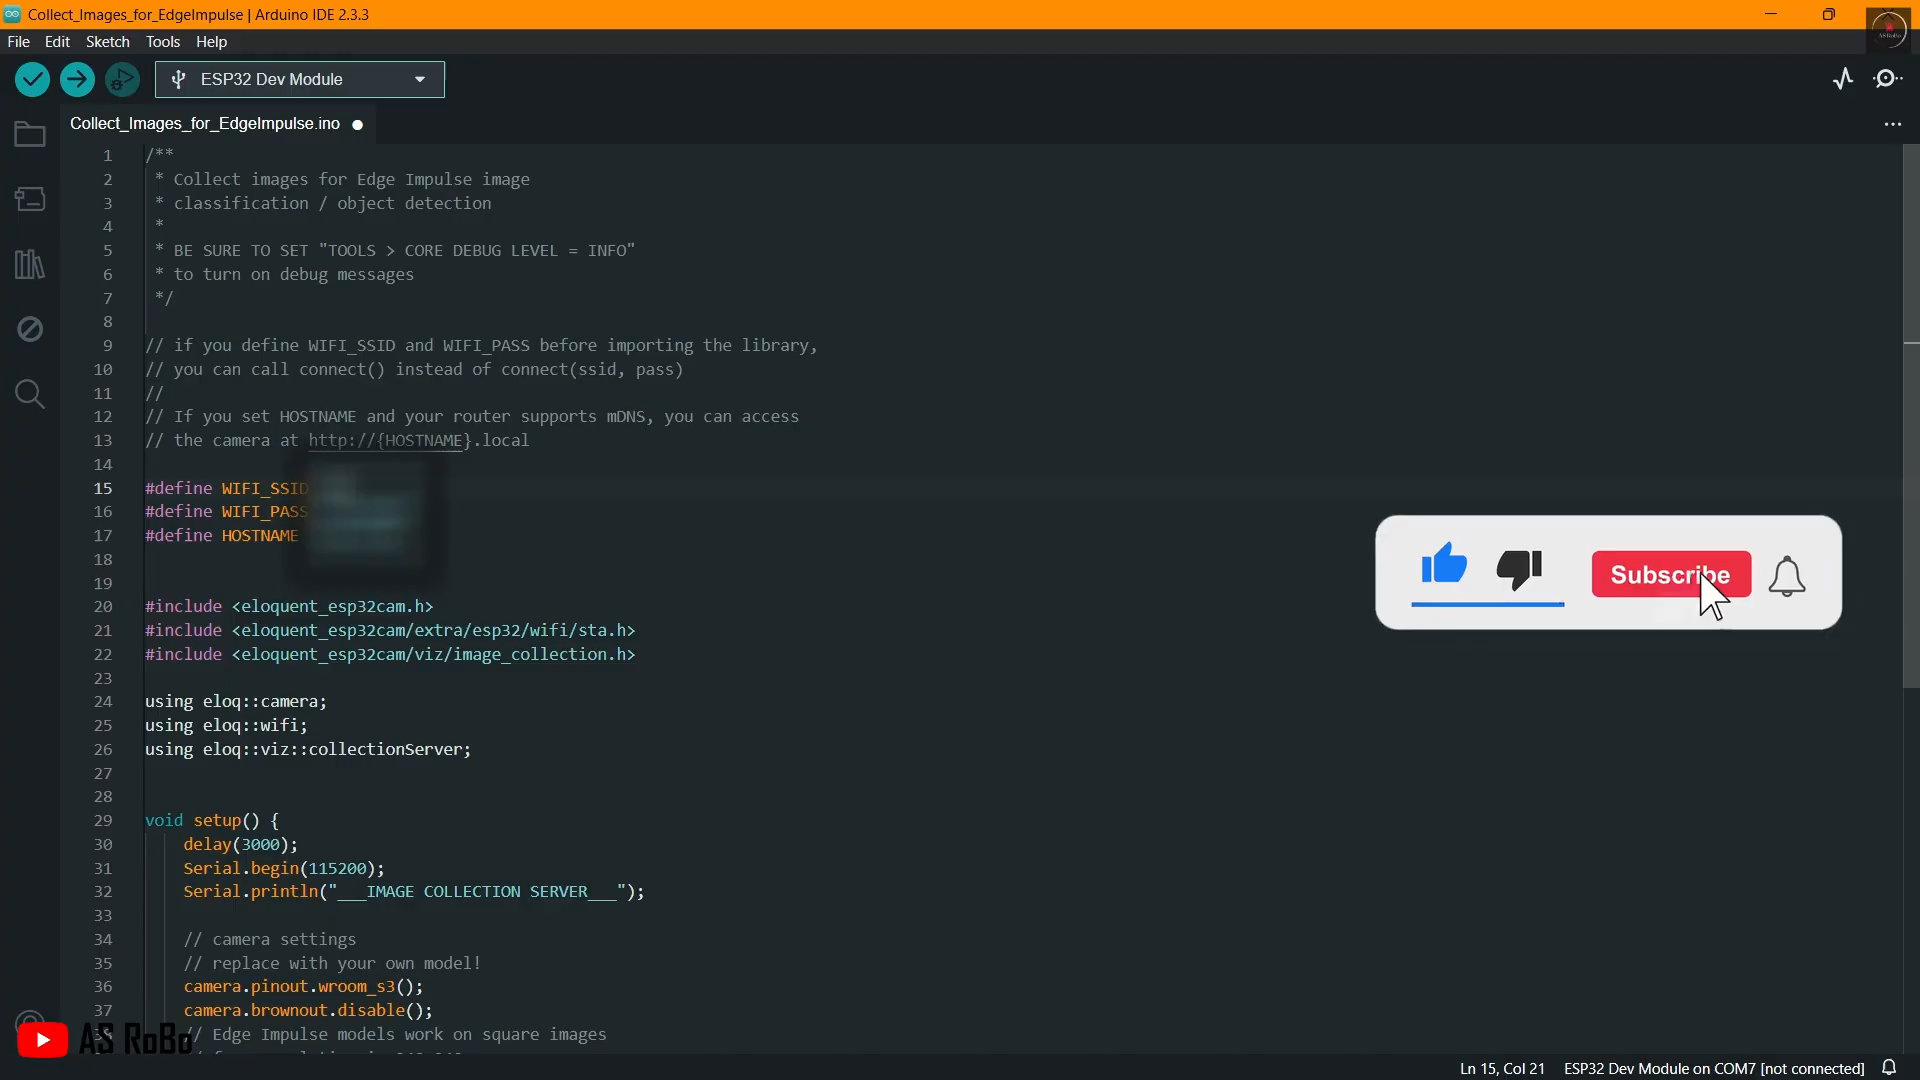 Collect_Images_for_EdgeImpulse | Arduino IDE 2.3.3
File Edit Sketch Tools Help
ESP32 Dev Module
Collect_Images_for_EdgeImpulse.ino
1 /**
2 * Collect images for Edge Impulse image
3 * classification / object detection
4 *
5 * BE SURE TO SET "TOOLS > CORE DEBUG LEVEL = INFO"
6 * to turn on debug messages
7 */
8
9 // if you define WIFI_SSID and WIFI_PASS before importing the library,
10 // you can call connect() instead of connect(ssid, pass)
11 //
12 // If you set HOSTNAME and your router supports mDNS, you can access
13 // the camera at http://{HOSTNAME}.local
14
15 #define WIFI_SSID
16 #define WIFI_PASS
17 #define HOSTNAME
18
19
20 #include <eloquent_esp32cam.h>
21 #include <eloquent_esp32cam/extra/esp32/wifi/sta.h>
22 #include <eloquent_esp32cam/viz/image_collection.h>
23
24 using eloq::camera;
25 using eloq::wifi;
26 using eloq::viz::collectionServer;
27
28
29 void setup() {
30 delay(3000);
31 Serial.begin(115200);
32 Serial.println("___IMAGE COLLECTION SERVER___");
33
34 // camera settings
35 // replace with your own model!
36 camera.pinout.wroom_s3();
37 camera.brownout.disable();
// Edge Impulse models work on square images
Subscribe
AS RoBo
Ln 15, Col 21 ESP32 Dev Module on COM7 [not connected]